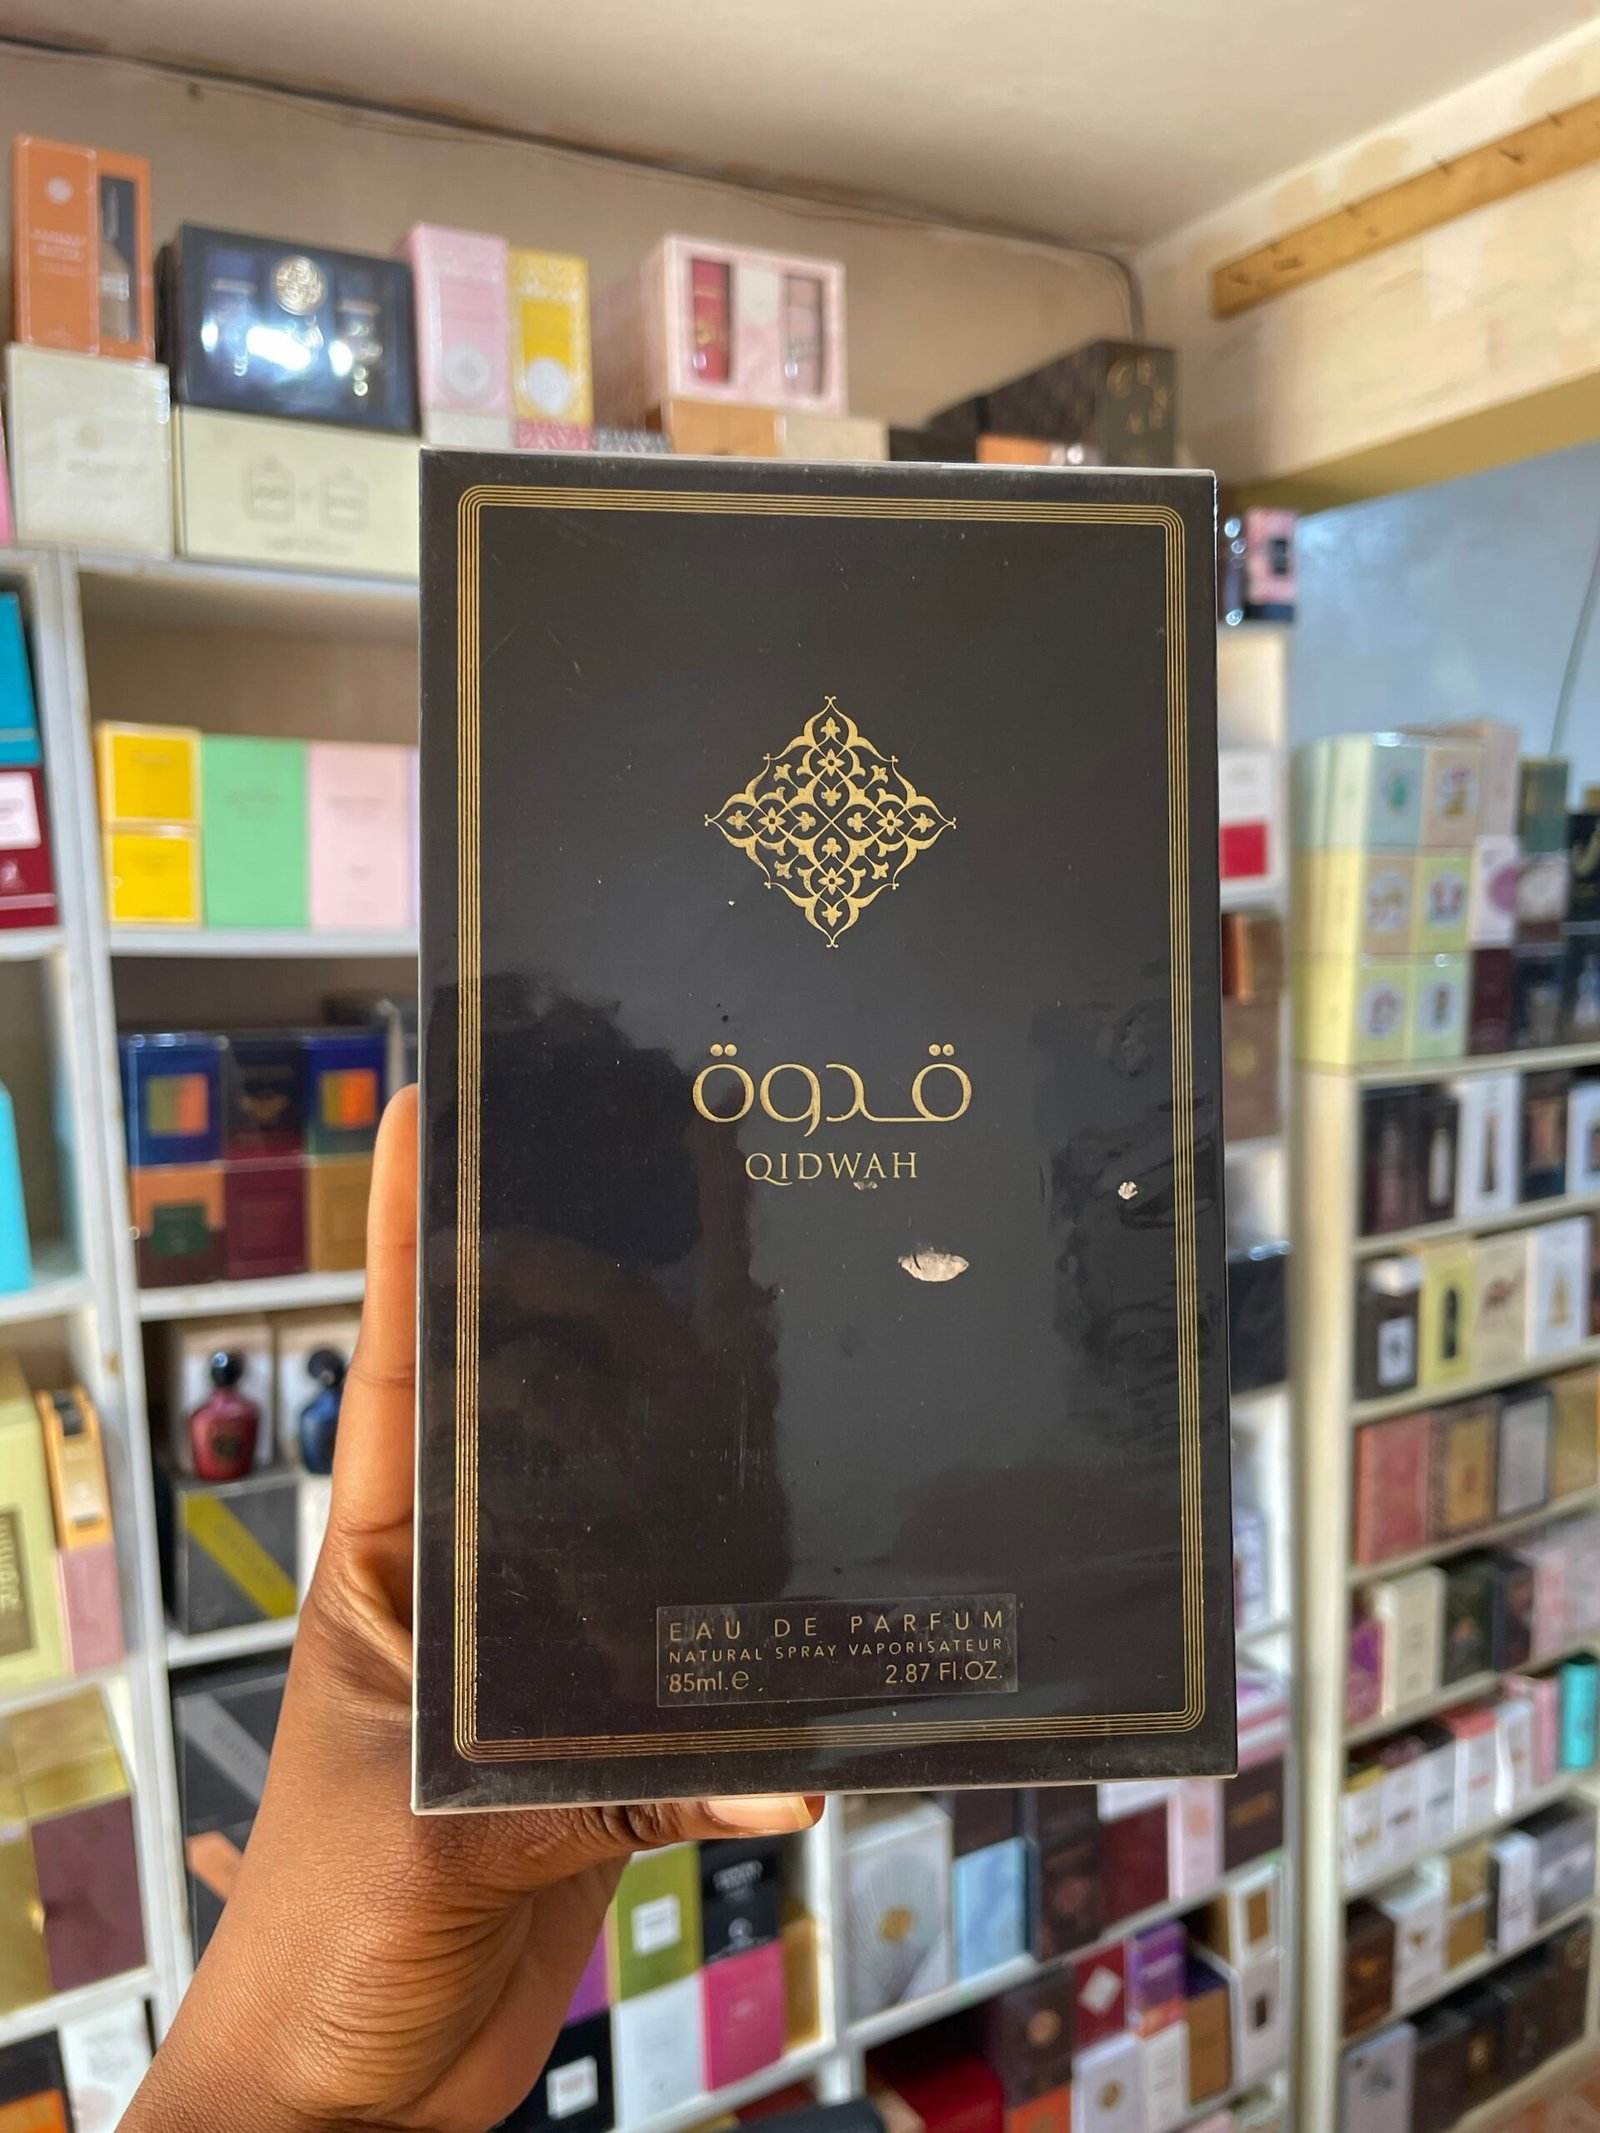 قدوة
QIDWAH
EAU DE PARFUM
NATURAL SPRAY VAPORISATEUR
85ml.e 2.87 Fl.OZ.